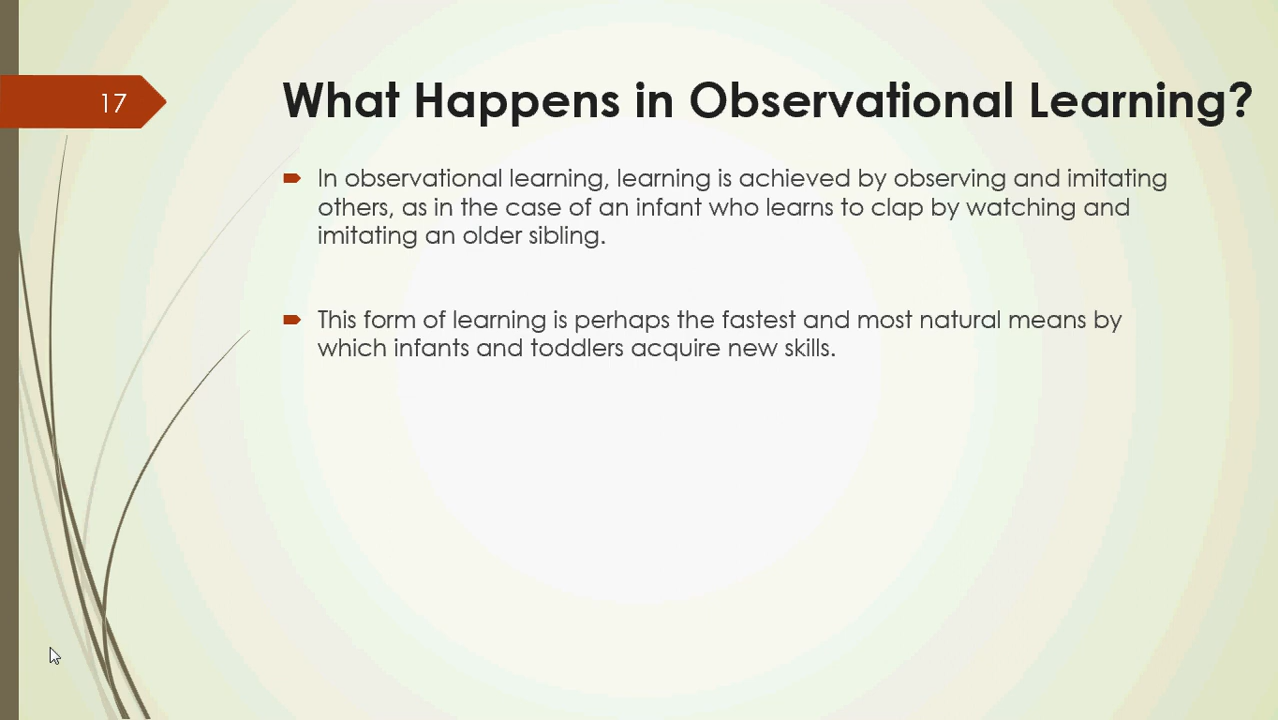 17
What Happens in Observational Learning?
In observational learning, learning is achieved by observing and imitating
others, as in the case of an infant who learns to clap by watching and
imitating an older sibling.
This form of learning is perhaps the fastest and most natural means by
which infants and toddlers acquire new skills.